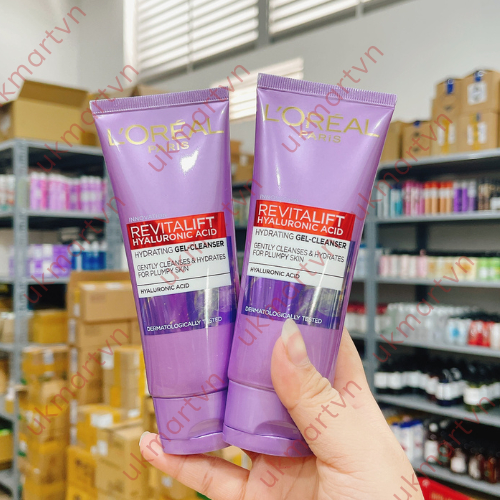 L'ORÉAL
PARIS
REVITALIFT
HYALURONIC ACID
HYDRATING GEL-CLEANSER
GENTLY CLEANSES & HYDRATES
FOR PLUMPY SKIN
HYALURONIC ACID
DERMATOLOGICALLY TESTED
L'ORÉAL
PARIS
REVITALIFT
HYALURONIC ACID
HYDRATING GEL-CLEANSER
GENTLY CLEANSES & HYDRATES
FOR PLUMPY SKIN
HYALURONIC ACID
DERMATOLOGICALLY TESTED
ukmartvn